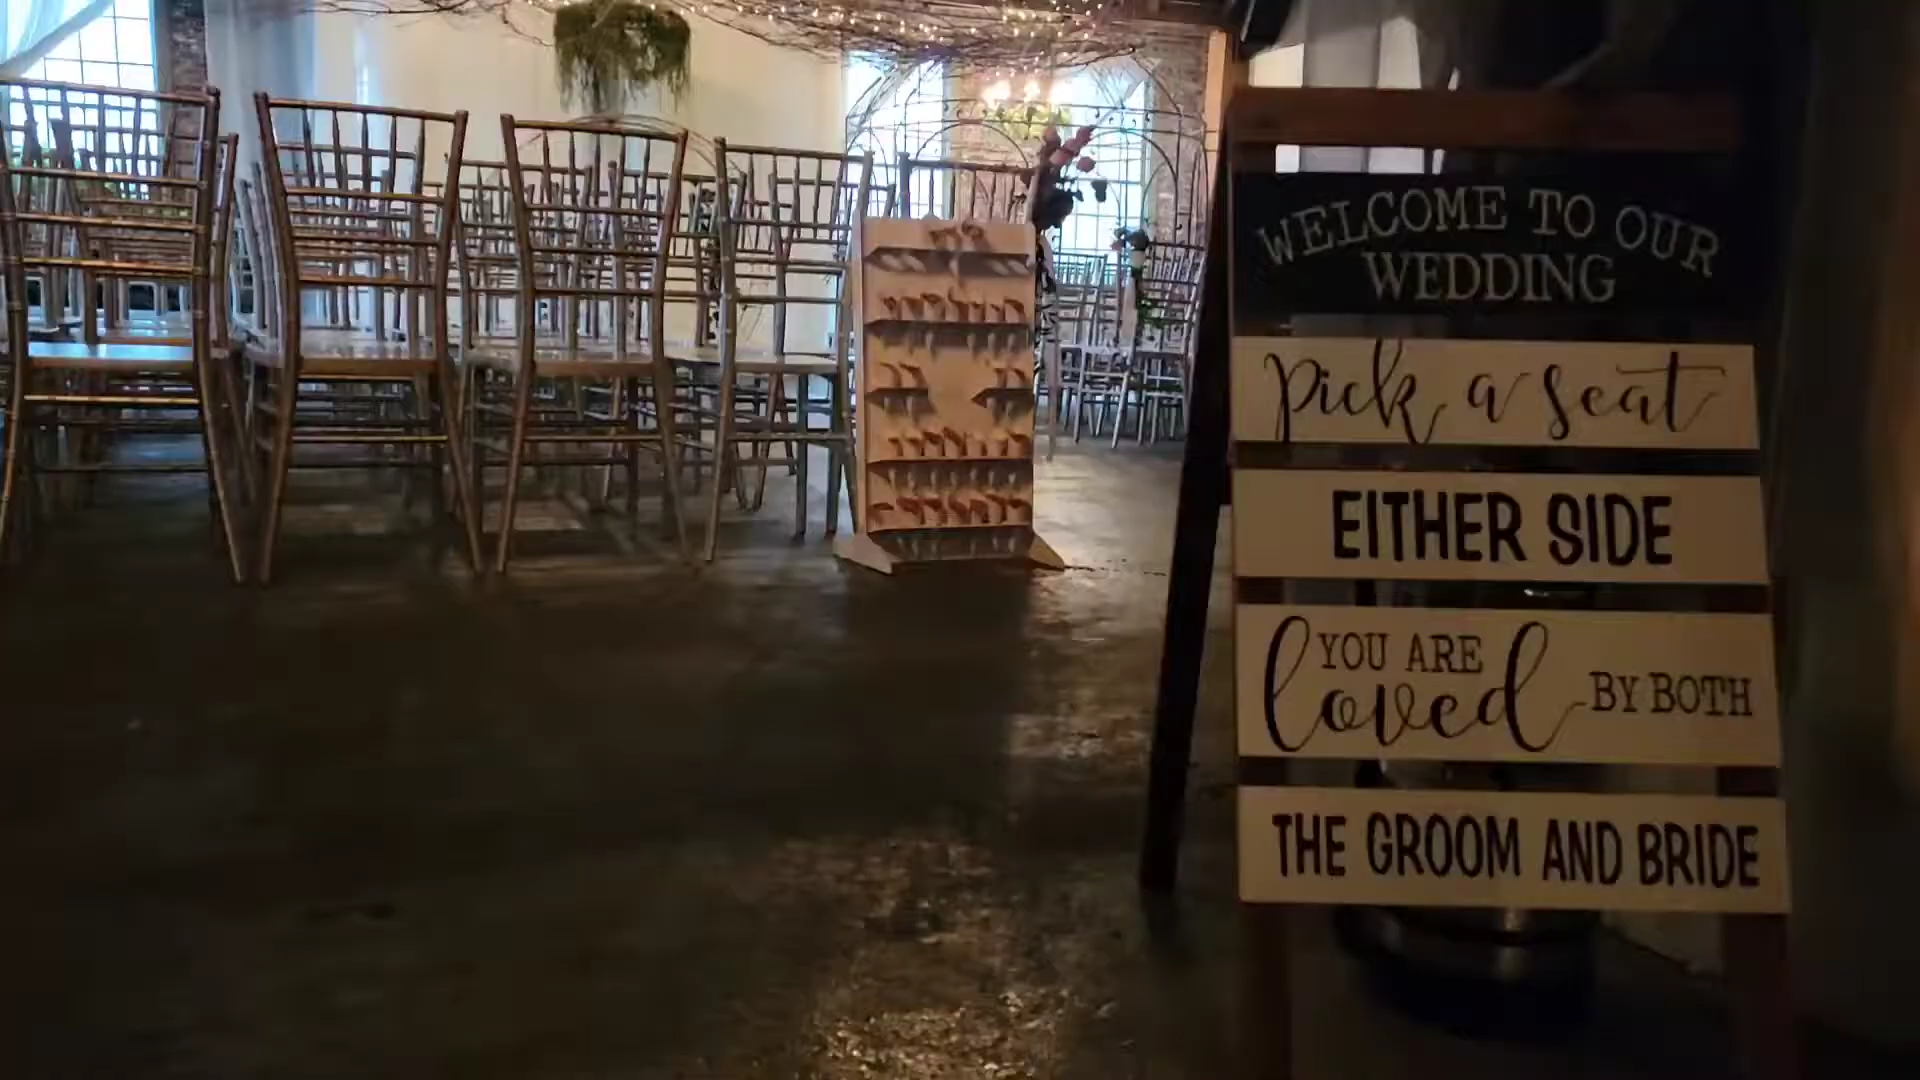 WELCOME TO OUR
WEDDING
pick a seat
EITHER SIDE
YOU ARE
loved BY BOTH
THE GROOM AND BRIDE